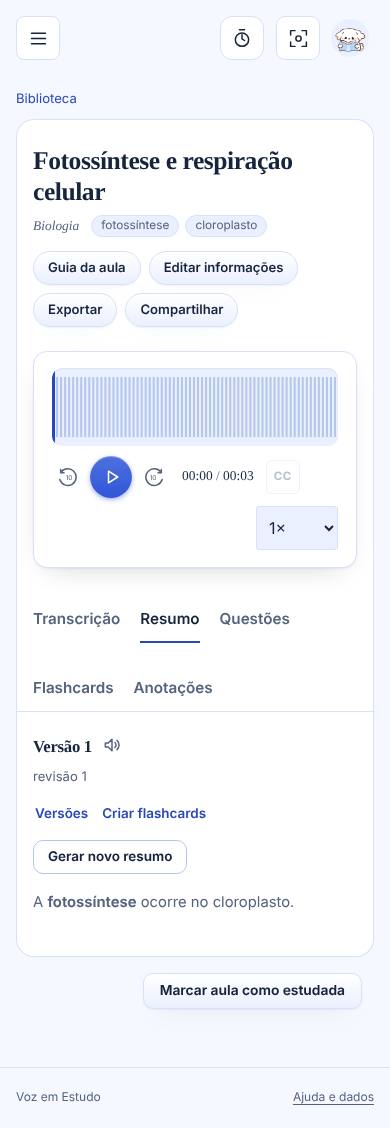 Biblioteca
Fotossíntese e respiração
celular
Biologia fotossíntese cloroplasto
Guia da aula Editar informações
Exportar Compartilhar
10 10 00:00 / 00:03 CC
1×
Transcrição Resumo Questões
Flashcards Anotações
Versão 1
revisão 1
Versões Criar flashcards
Gerar novo resumo
A fotossíntese ocorre no cloroplasto.
Marcar aula como estudada
Voz em Estudo Ajuda e dados